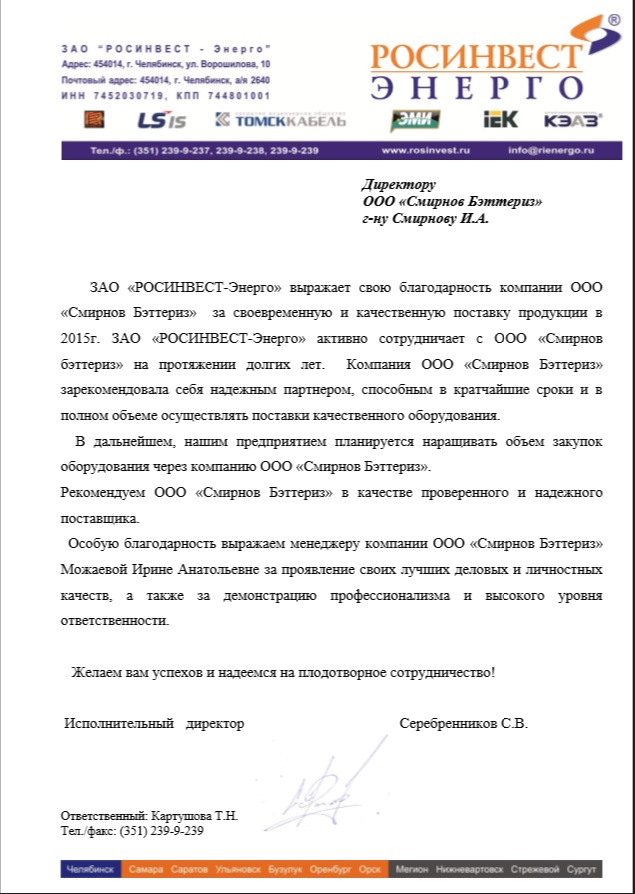 ЗАО "РОСИНВЕСТ - Энерго"
Адрес: 454014, г. Челябинск, ул. Ворошилова, 10
Почтовый адрес: 454014, г. Челябинск, а/я 2640
ИНН 7452030719, КПП 744801001
РОСИНВЕСТ ®
ЭНЕРГО
LSis
ТОМСККАБЕЛЬ
ЭМИ
iEK
КЭАЗ®
Тел./ф.: (351) 239-9-237, 239-9-238, 239-9-239 www.rosinvest.ru info@rienergo.ru
Директору
ООО «Смирнов Бэттериз»
г-ну Смирнову И.А.
ЗАО «РОСИНВЕСТ-Энерго» выражает свою благодарность компании ООО
«Смирнов Бэттериз» за своевременную и качественную поставку продукции в
2015г. ЗАО «РОСИНВЕСТ-Энерго» активно сотрудничает с ООО «Смирнов
бэттериз» на протяжении долгих лет. Компания ООО «Смирнов Бэттериз»
зарекомендовала себя надежным партнером, способным в кратчайшие сроки и в
полном объеме осуществлять поставки качественного оборудования.
В дальнейшем, нашим предприятием планируется наращивать объем закупок
оборудования через компанию ООО «Смирнов Бэттериз».
Рекомендуем ООО «Смирнов Бэттериз» в качестве проверенного и надежного
поставщика.
Особую благодарность выражаем менеджеру компании ООО «Смирнов Бэттериз»
Можаевой Ирине Анатольевне за проявление своих лучших деловых и личностных
качеств, а также за демонстрацию профессионализма и высокого уровня
ответственности.
Желаем вам успехов и надеемся на плодотворное сотрудничество!
Исполнительный директор Серебренников С.В.
Ответственный: Картушова Т.Н.
Тел./факс: (351) 239-9-239
Челябинск Самара Саратов Ульяновск Бузулук Оренбург Орск Мегион Нижневартовск Стрежевой Сургут